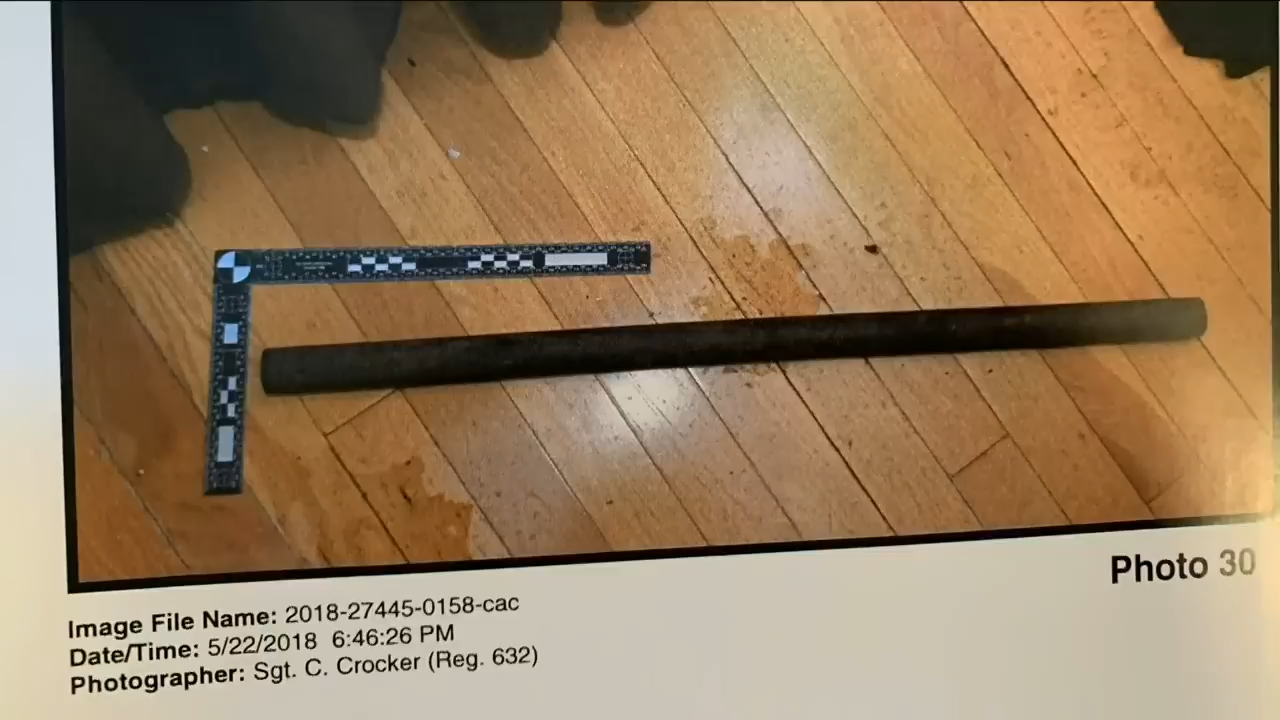 Photo 30
Image File Name: 2018-27445-0158-cac
Date/Time: 5/22/2018 6:46:26 PM
Photographer: Sgt. C. Crocker (Reg. 632)